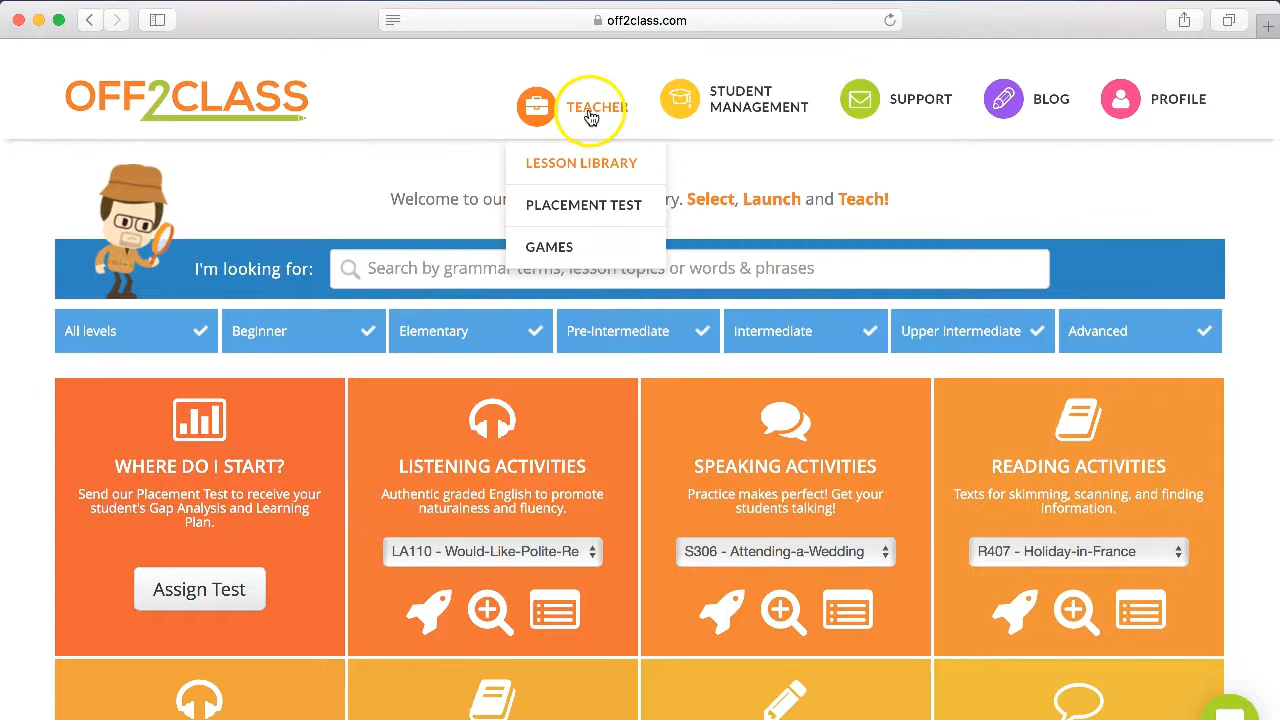 off2class.com
OFF2CLASS
TEACHER
STUDENT
MANAGEMENT
SUPPORT
BLOG
PROFILE
LESSON LIBRARY
PLACEMENT TEST
GAMES
Welcome to our ry. Select, Launch and Teach!
I'm looking for:
Search by grammar terms, lesson topics or words & phrases
All levels
Beginner
Elementary
Pre-Intermediate
Intermediate
Upper Intermediate
Advanced
WHERE DO I START?
Send our Placement Test to receive your
student's Gap Analysis and Learning
Plan.
Assign Test
LISTENING ACTIVITIES
Authentic graded English to promote
naturalness and fluency.
LA110 - Would-Like-Polite-Re
SPEAKING ACTIVITIES
Practice makes perfect! Get your
students talking!
S306 - Attending-a-Wedding
READING ACTIVITIES
Texts for skimming, scanning, and finding
information.
R407 - Holiday-in-France